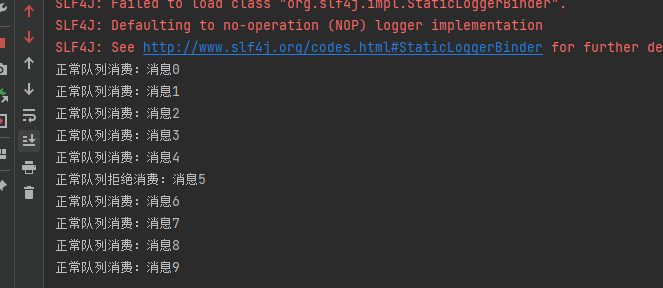 SLF4J: Failed to load class "org.slf4j.impl.StaticLoggerBinder".
SLF4J: Defaulting to no-operation (NOP) logger implementation
SLF4J: See http://www.slf4j.org/codes.html#StaticLoggerBinder for further de
正常队列消费：消息0
正常队列消费：消息1
正常队列消费：消息2
正常队列消费：消息3
正常队列消费：消息4
正常队列拒绝消费：消息5
正常队列消费：消息6
正常队列消费：消息7
正常队列消费：消息8
正常队列消费：消息9